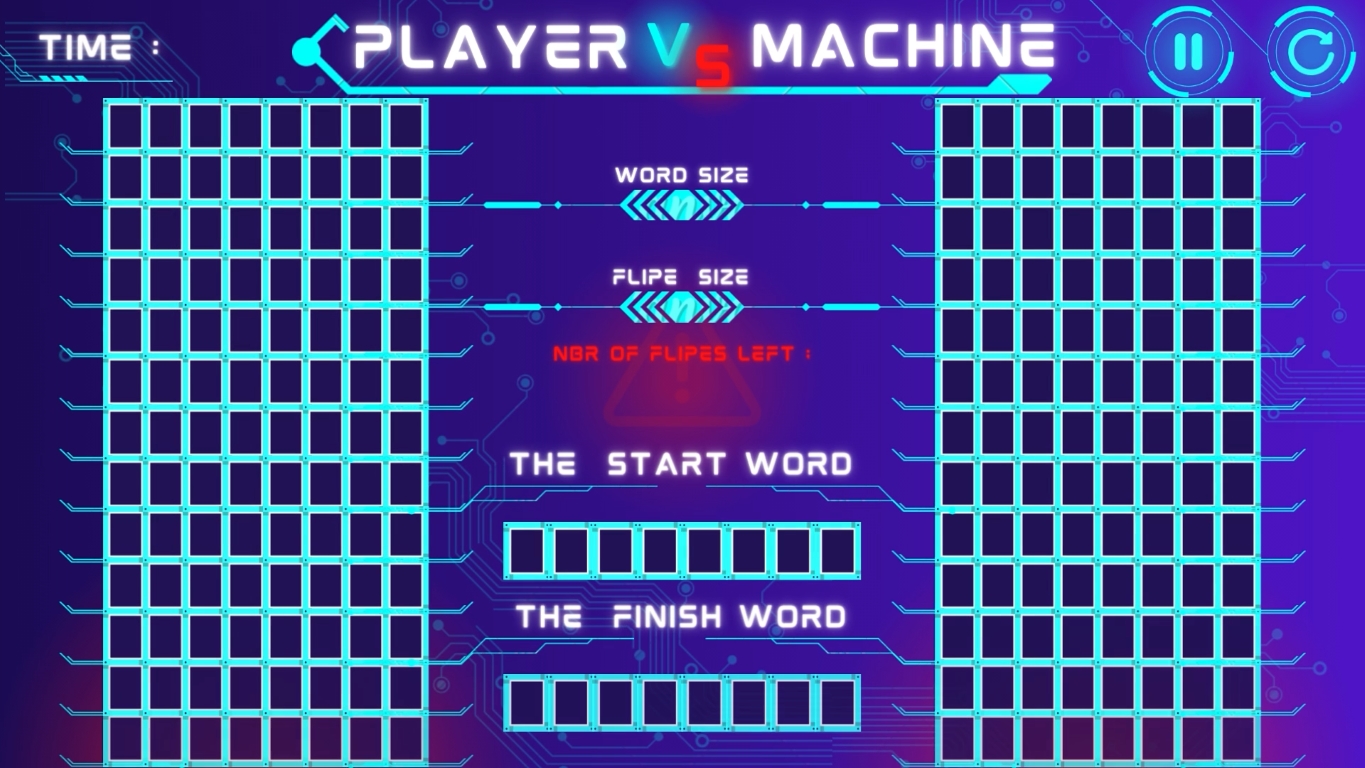 TIME :
PLAYER VS MACHINE
WORD SIZE
n
FLIPE SIZE
n
NBR OF FLIPES LEFT :
THE START WORD
THE FINISH WORD